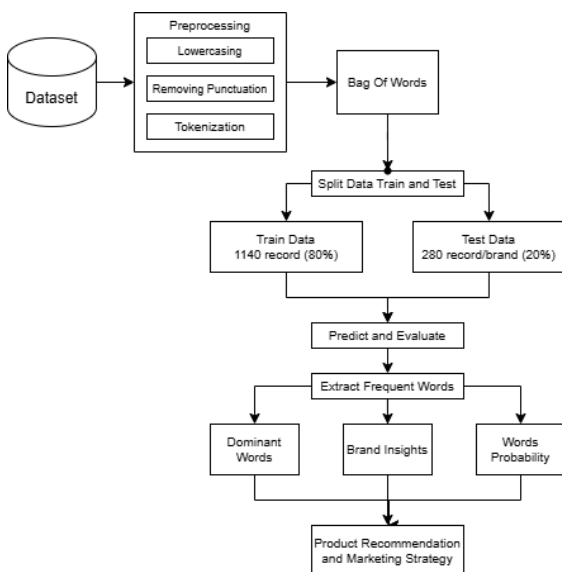 Preprocessing
Lowercasing
Dataset
Removing Punctuation
Tokenization
Bag Of Words
Split Data Train and Test
Train Data
1140 record (80%)
Test Data
280 record/brand (20%)
Predict and Evaluate
Extract Frequent Words
Dominant
Words
Brand Insights
Words
Probability
Product Recommendation
and Marketing Strategy